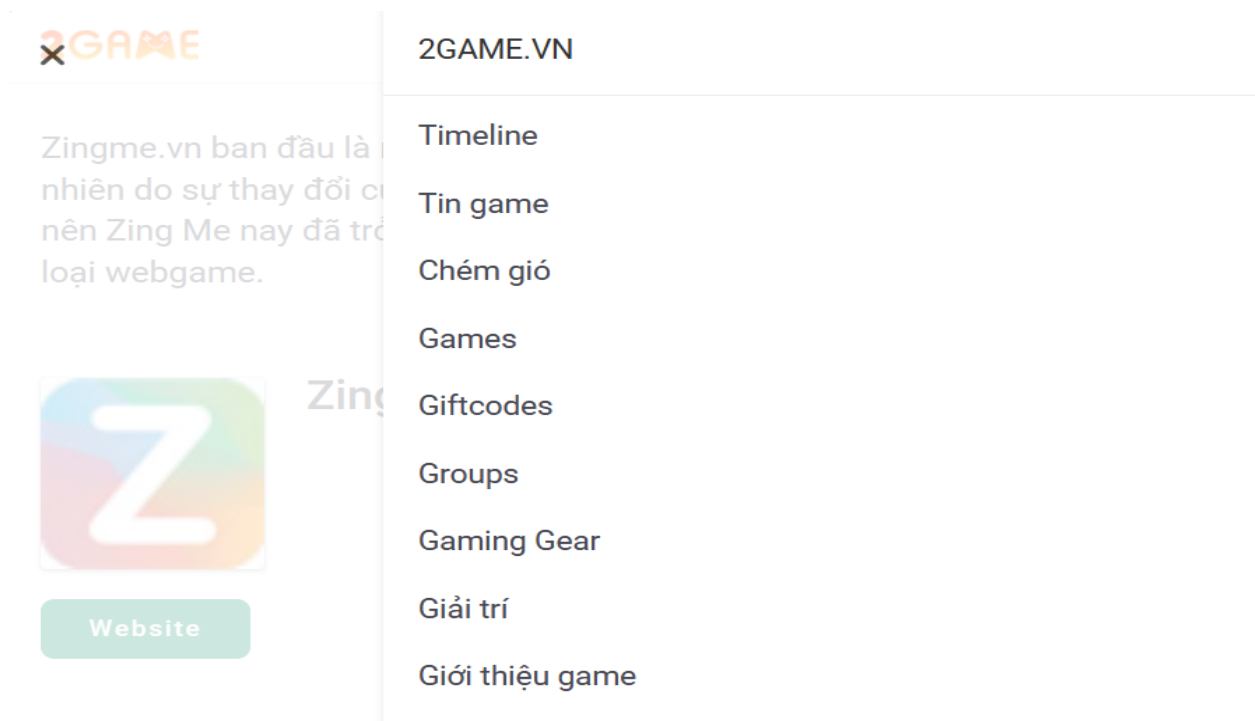 2GAME
2GAME.VN
Zingme.vn ban đầu là
nhiên do sự thay đổi
nên Zing Me nay đã
loại webgame.
Zing
Z
Website
Timeline
Tin game
Chém gió
Games
Giftcodes
Groups
Gaming Gear
Giải trí
Giới thiệu game